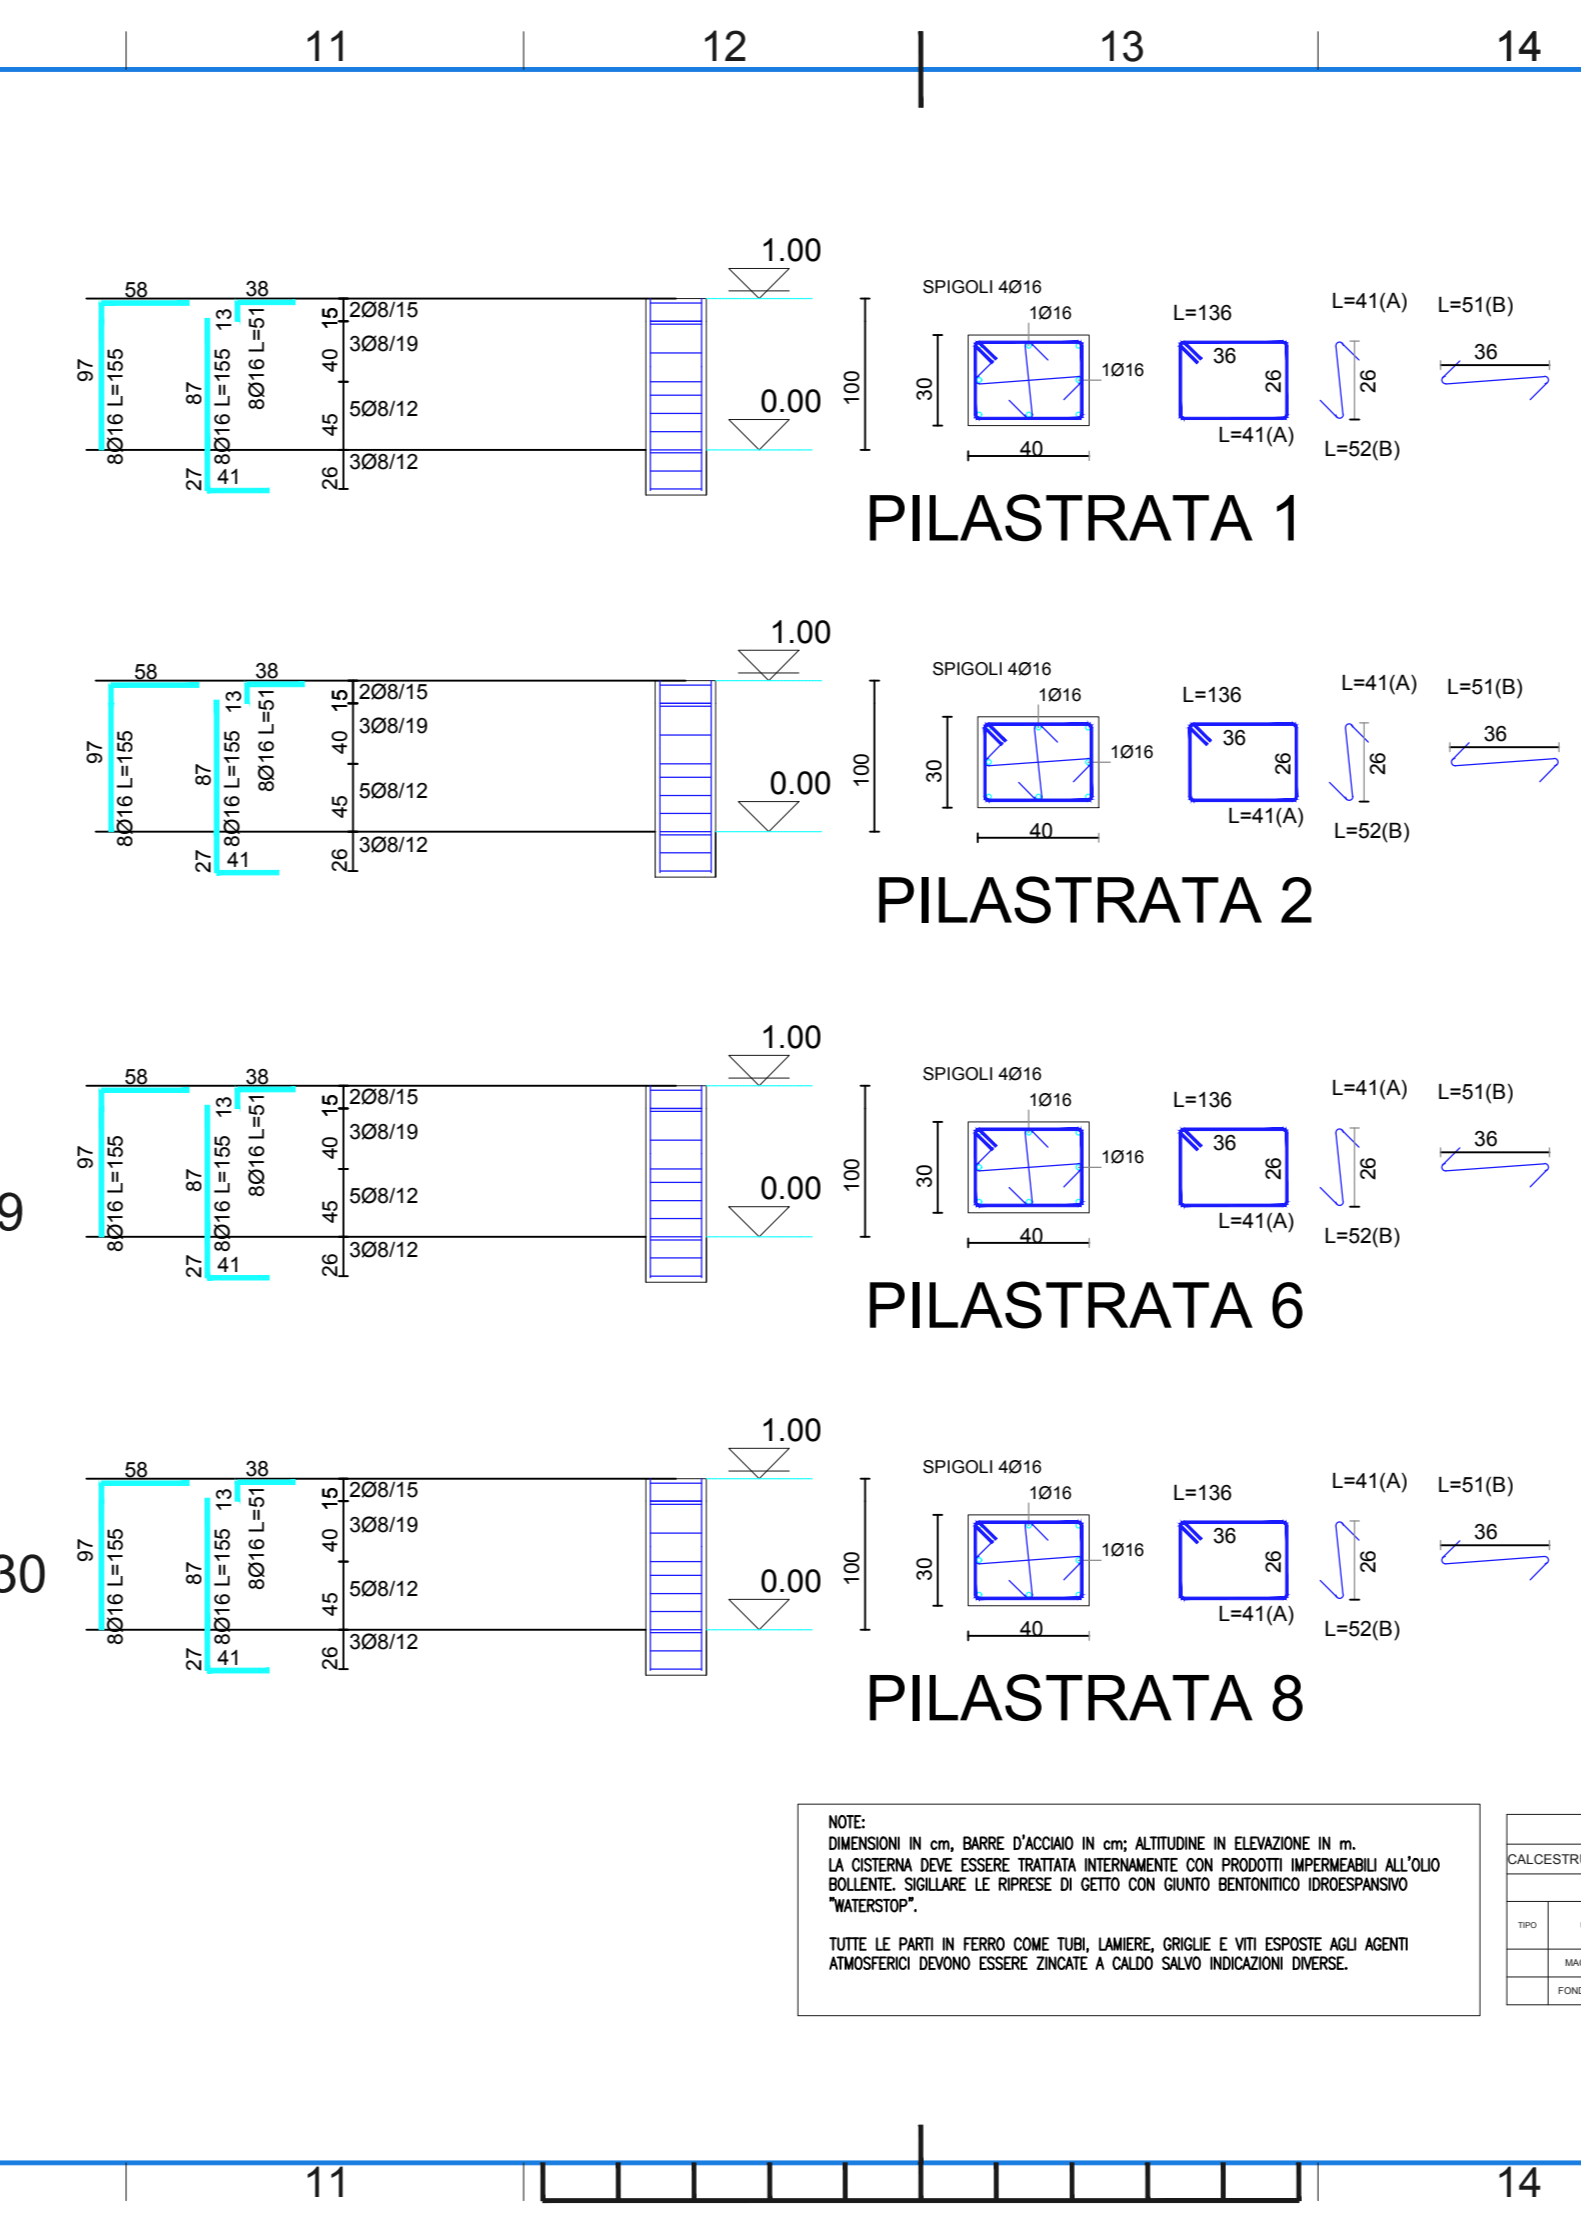 11 12 13 14
1.00
58 38 15 2Ø8/15
13 8Ø16 L=51
97 8Ø16 L=155
87 8Ø16 L=155
40 3Ø8/19
45 5Ø8/12
0.00
100
27 41 26 3Ø8/12
SPIGOLI 4Ø16
1Ø16
1Ø16
30
40
L=136
36
26
L=41(A)
L=41(A)
26
L=52(B)
L=51(B)
36
PILASTRATA 1
1.00
58 38 15 2Ø8/15
13 8Ø16 L=51
97 8Ø16 L=155
87 8Ø16 L=155
40 3Ø8/19
45 5Ø8/12
0.00
100
27 41 26 3Ø8/12
SPIGOLI 4Ø16
1Ø16
1Ø16
30
40
L=136
36
26
L=41(A)
L=41(A)
26
L=52(B)
L=51(B)
36
PILASTRATA 2
1.00
58 38 15 2Ø8/15
13 8Ø16 L=51
97 8Ø16 L=155
87 8Ø16 L=155
40 3Ø8/19
45 5Ø8/12
0.00
100
27 41 26 3Ø8/12
SPIGOLI 4Ø16
1Ø16
1Ø16
30
40
L=136
36
26
L=41(A)
L=41(A)
26
L=52(B)
L=51(B)
36
9
PILASTRATA 6
1.00
58 38 15 2Ø8/15
13 8Ø16 L=51
97 8Ø16 L=155
87 8Ø16 L=155
40 3Ø8/19
45 5Ø8/12
0.00
100
27 41 26 3Ø8/12
SPIGOLI 4Ø16
1Ø16
1Ø16
30
40
L=136
36
26
L=41(A)
L=41(A)
26
L=52(B)
L=51(B)
36
30
PILASTRATA 8
NOTE:
DIMENSIONI IN cm, BARRE D'ACCIAIO IN cm; ALTITUDINE IN ELEVAZIONE IN m.
LA CISTERNA DEVE ESSERE TRATTATA INTERNAMENTE CON PRODOTTI IMPERMEABILI ALL'OLIO
BOLLENTE. SIGILLARE LE RIPRESE DI GETTO CON GIUNTO BENTONITICO IDROESPANSIVO
"WATERSTOP".
TUTTE LE PARTI IN FERRO COME TUBI, LAMIERE, GRIGLIE E VITI ESPOSTE AGLI AGENTI
ATMOSFERICI DEVONO ESSERE ZINCATE A CALDO SALVO INDICAZIONI DIVERSE.
TIPO
11 14